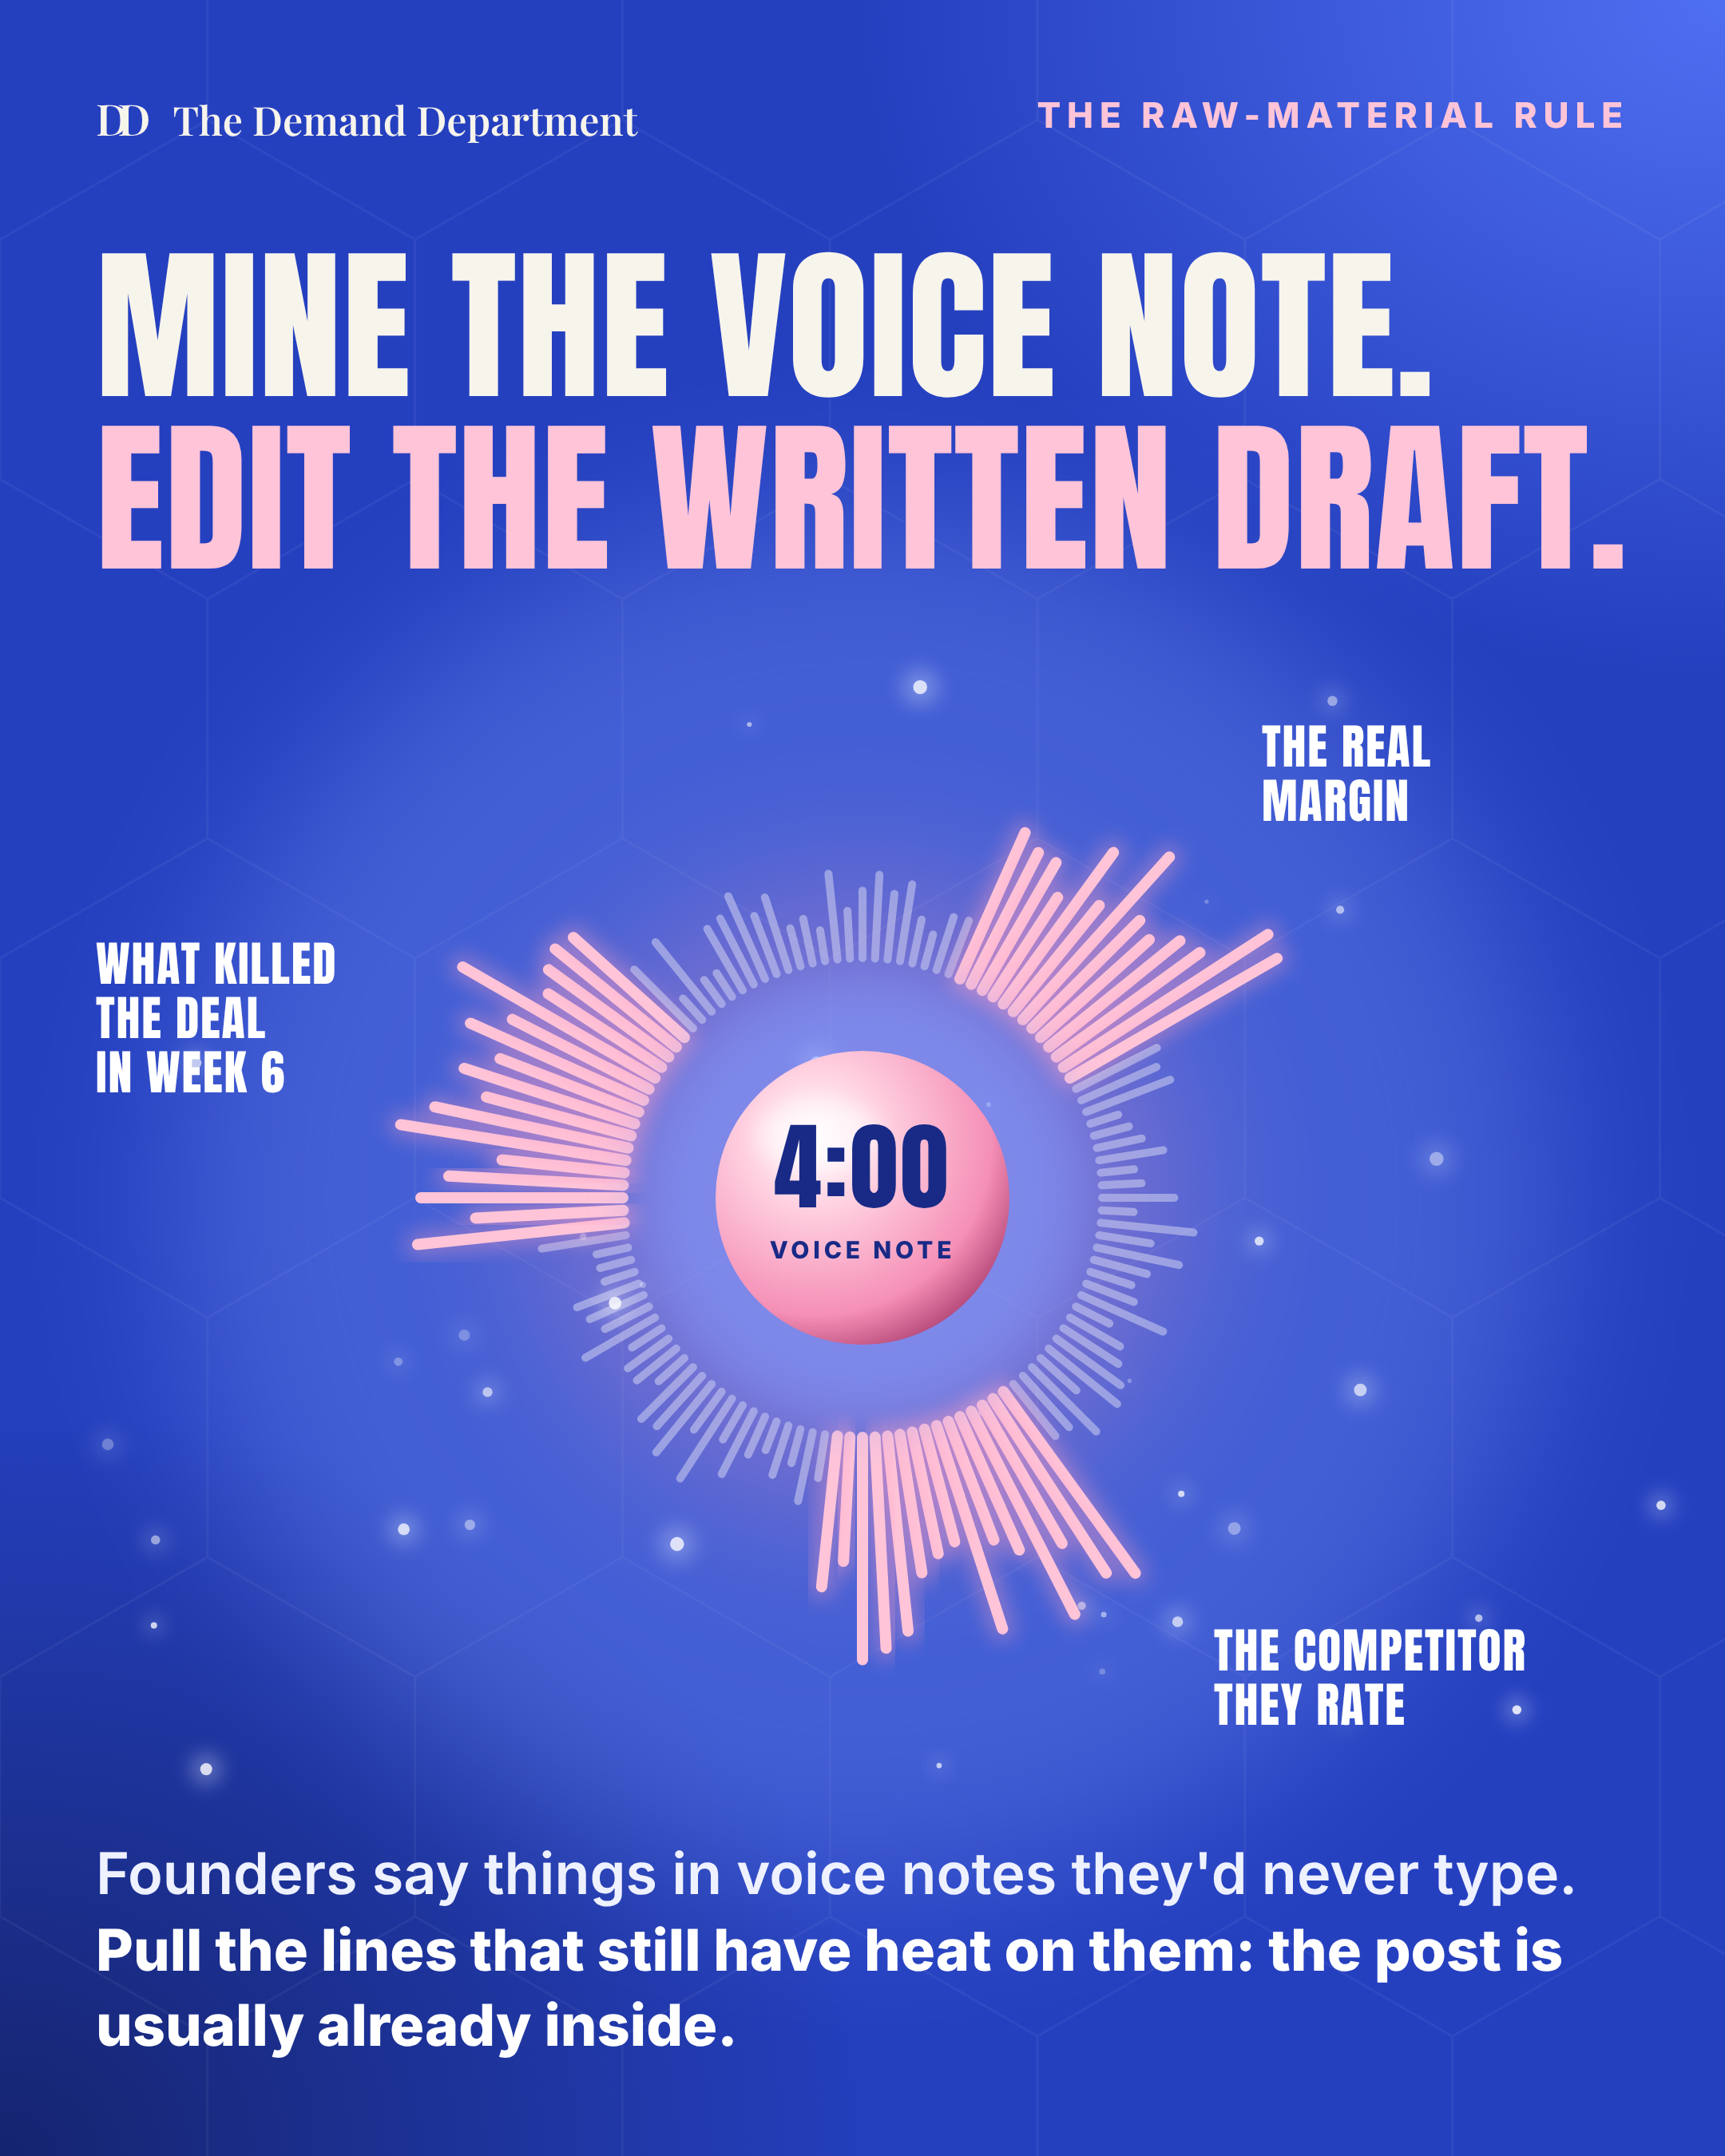 DD The Demand Department
THE RAW-MATERIAL RULE
MINE THE VOICE NOTE.
EDIT THE WRITTEN DRAFT.
THE REAL
MARGIN
WHAT KILLED
THE DEAL
IN WEEK 6
4:00
VOICE NOTE
THE COMPETITOR
THEY RATE
Founders say things in voice notes they'd never type.
Pull the lines that still have heat on them: the post is
usually already inside.